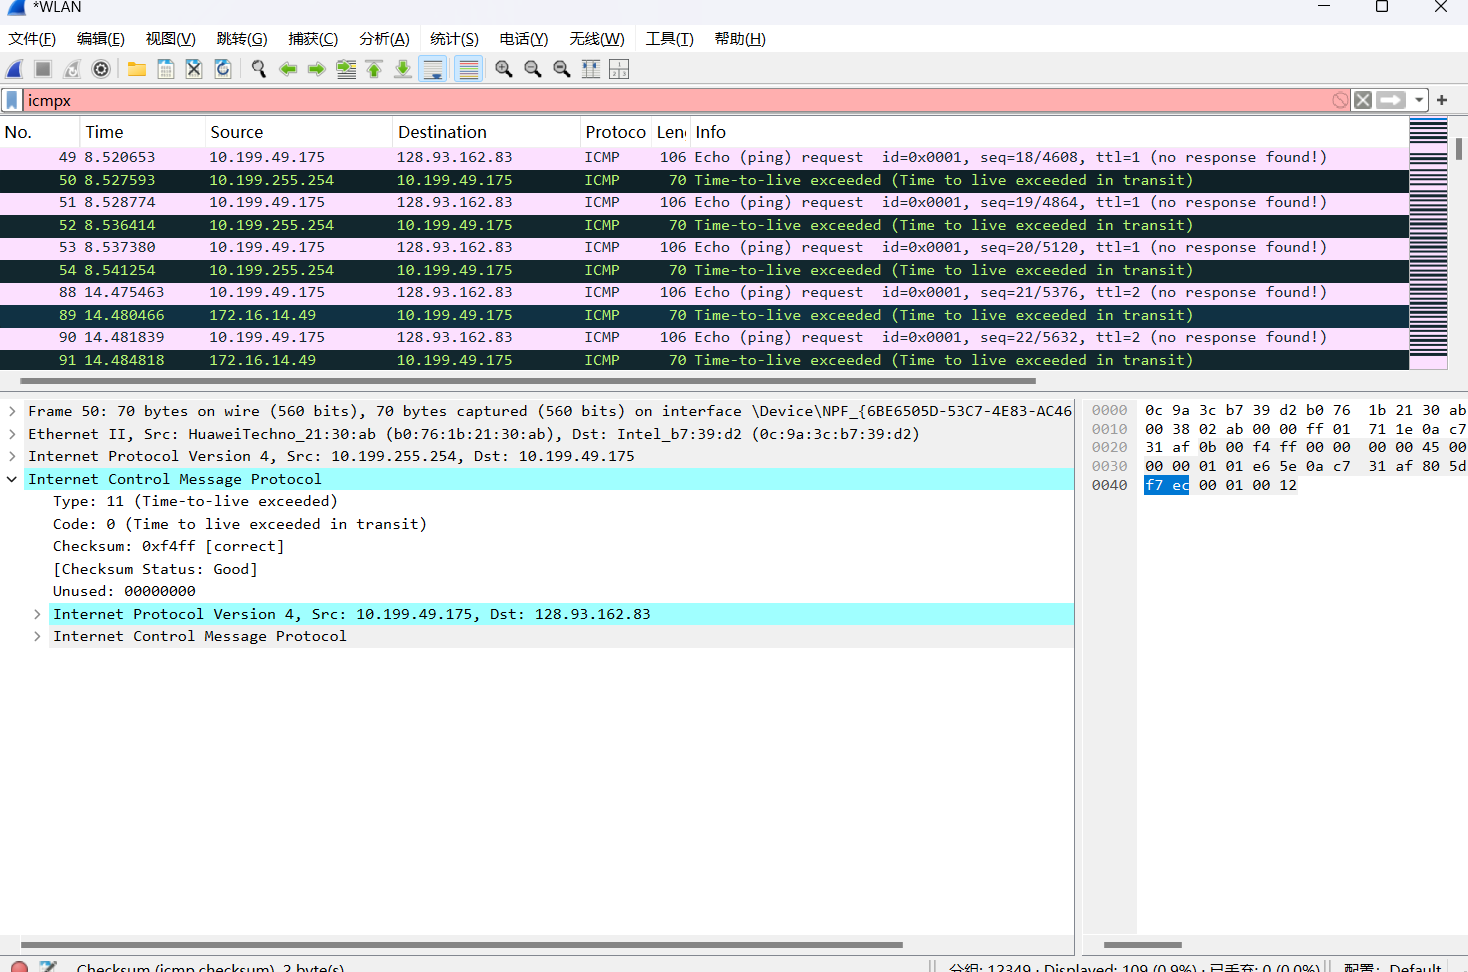 *WLAN
文件(F) 编辑(E) 视图(V) 跳转(G) 捕获(C) 分析(A) 统计(S) 电话(Y) 无线(W) 工具(T) 帮助(H)
icmpx
No. Time Source Destination Protoco Len Info
49 8.520653 10.199.49.175 128.93.162.83 ICMP 106 Echo (ping) request id=0x0001, seq=18/4608, ttl=1 (no response found!)
50 8.527593 10.199.255.254 10.199.49.175 ICMP 70 Time-to-live exceeded (Time to live exceeded in transit)
51 8.528774 10.199.49.175 128.93.162.83 ICMP 106 Echo (ping) request id=0x0001, seq=19/4864, ttl=1 (no response found!)
52 8.536414 10.199.255.254 10.199.49.175 ICMP 70 Time-to-live exceeded (Time to live exceeded in transit)
53 8.537380 10.199.49.175 128.93.162.83 ICMP 106 Echo (ping) request id=0x0001, seq=20/5120, ttl=1 (no response found!)
54 8.541254 10.199.255.254 10.199.49.175 ICMP 70 Time-to-live exceeded (Time to live exceeded in transit)
88 14.475463 10.199.49.175 128.93.162.83 ICMP 106 Echo (ping) request id=0x0001, seq=21/5376, ttl=2 (no response found!)
89 14.480466 172.16.14.49 10.199.49.175 ICMP 70 Time-to-live exceeded (Time to live exceeded in transit)
90 14.481839 10.199.49.175 128.93.162.83 ICMP 106 Echo (ping) request id=0x0001, seq=22/5632, ttl=2 (no response found!)
91 14.484818 172.16.14.49 10.199.49.175 ICMP 70 Time-to-live exceeded (Time to live exceeded in transit)
Frame 50: 70 bytes on wire (560 bits), 70 bytes captured (560 bits) on interface \Device\NPF_{6BE6505D-53C7-4E83-AC46
Ethernet II, Src: HuaweiTechno_21:30:ab (b0:76:1b:21:30:ab), Dst: Intel_b7:39:d2 (0c:9a:3c:b7:39:d2)
Internet Protocol Version 4, Src: 10.199.255.254, Dst: 10.199.49.175
Internet Control Message Protocol
Type: 11 (Time-to-live exceeded)
Code: 0 (Time to live exceeded in transit)
Checksum: 0xf4ff [correct]
[Checksum Status: Good]
Unused: 00000000
Internet Protocol Version 4, Src: 10.199.49.175, Dst: 128.93.162.83
Internet Control Message Protocol
0000 0c 9a 3c b7 39 d2 b0 76 1b 21 30 ab
0010 00 38 02 ab 00 00 ff 01 71 1e 0a c7
0020 31 af 0b 00 f4 ff 00 00 00 00 45 00
0030 00 00 01 01 e6 5e 0a c7 31 af 80 5d
0040 f7 ec 00 01 00 12
Checksum (icmp.checksum), 2 byte(s) 分组: 12349 · Displayed: 109 (0.9%) · 已丢弃: 0 (0.0%) 配置: Default